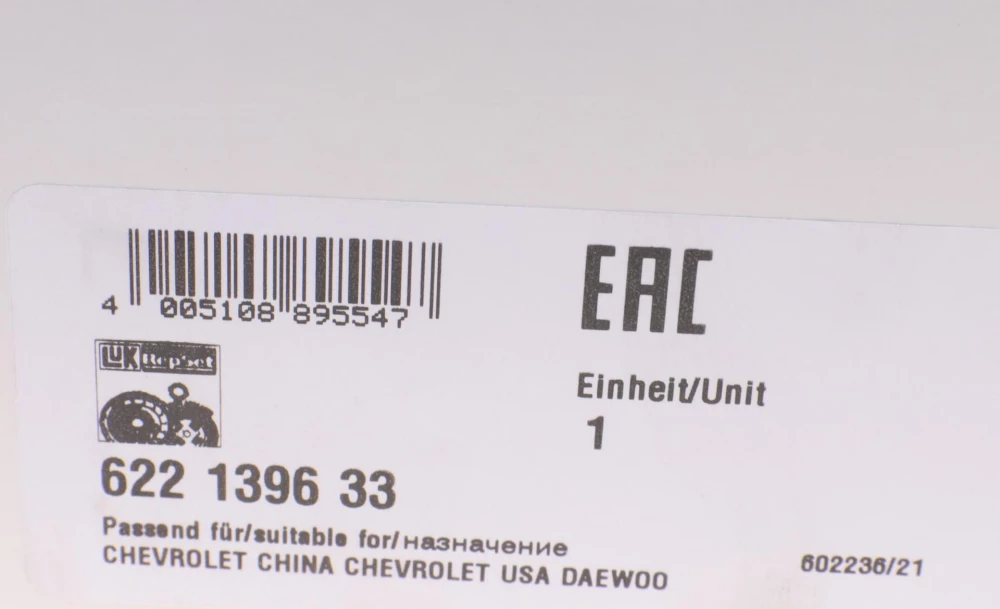 4 005108 895547
EAC
LUK RepSet
Einheit/Unit
1
622 1396 33
Passend für/suitable for/назначение
CHEVROLET CHINA CHEVROLET USA DAEWOO
602236/21